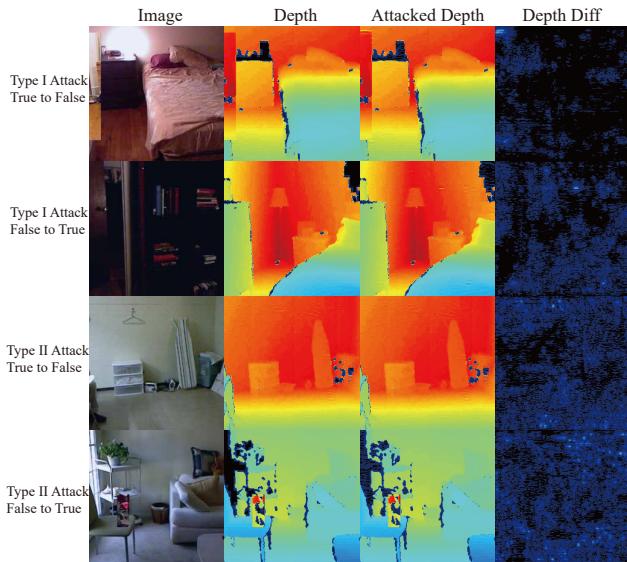 Image Depth Attacked Depth Depth Diff
Type I Attack
True to False
Type I Attack
False to True
Type II Attack
True to False
Type II Attack
False to True